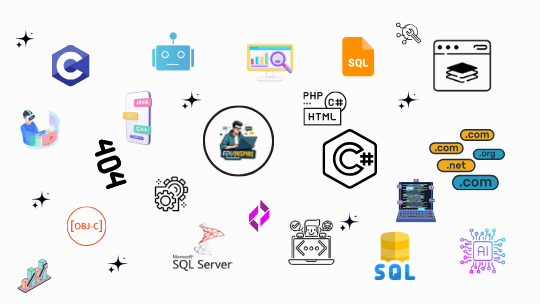 C
SQL
PHP
...
C#
HTML
JAVA
C++
404
EDUINSPIRE
C#
.com
.com
.org
.net
.com
[OBJ-C]
Microsoft
SQL Server
SQL
AI